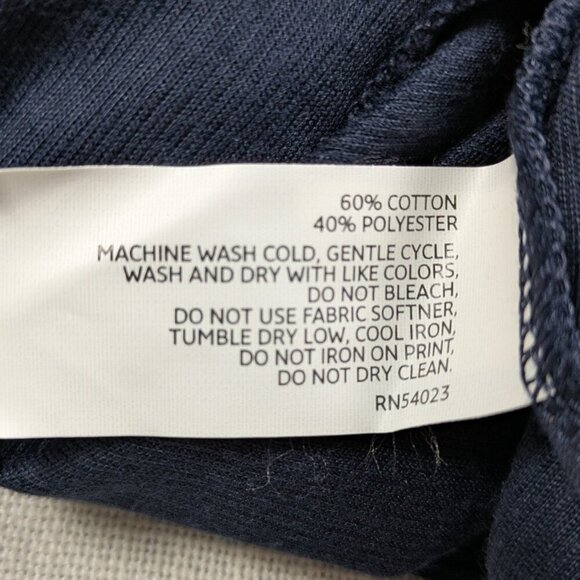 60% COTTON
40% POLYESTER
MACHINE WASH COLD, GENTLE CYCLE,
WASH AND DRY WITH LIKE COLORS,
DO NOT BLEACH,
DO NOT USE FABRIC SOFTNER,
TUMBLE DRY LOW, COOL IRON,
DO NOT IRON ON PRINT,
DO NOT DRY CLEAN.
RN54023